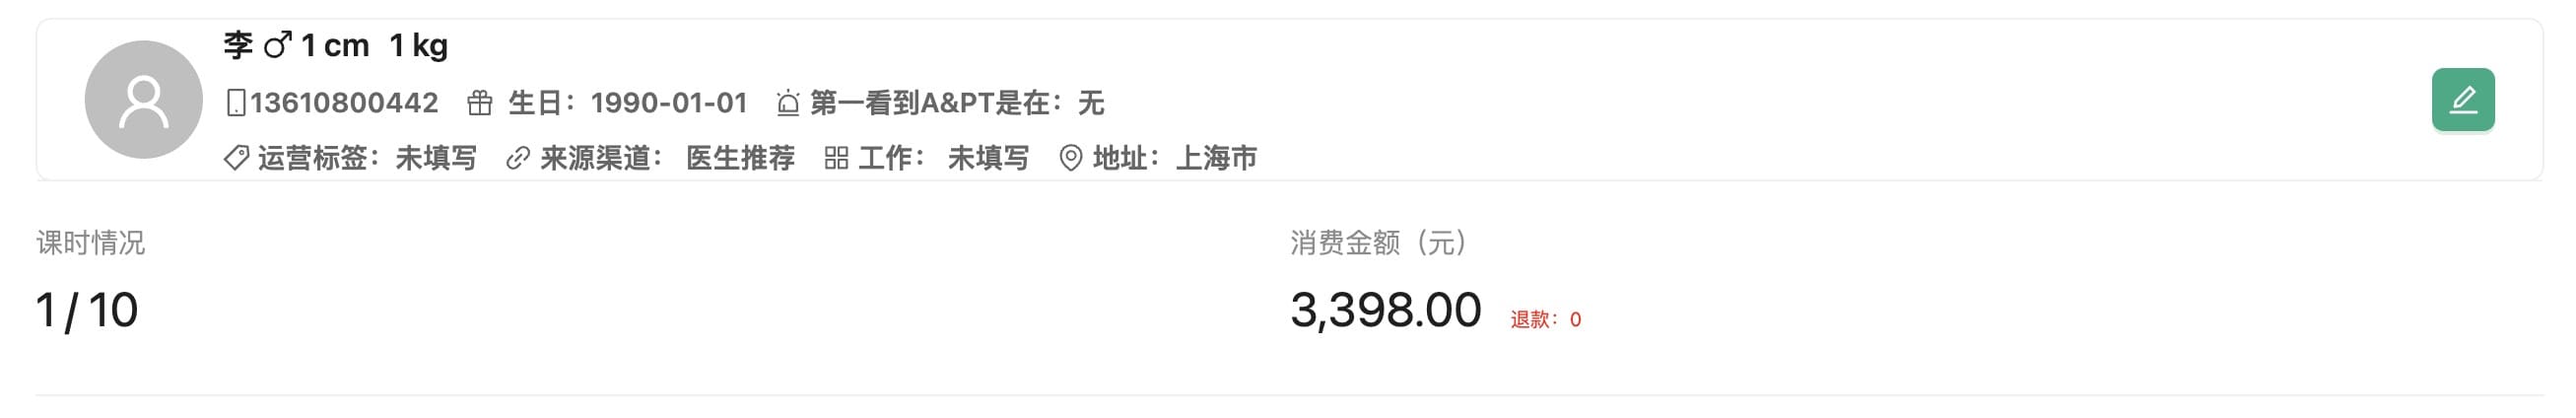 李 ♂ 1 cm 1 kg
13610800442 生日：1990-01-01 第一看到A&PT是在：无
运营标签：未填写 来源渠道： 医生推荐 工作： 未填写 地址：上海市
课时情况 消费金额（元）
1 / 10 3,398.00 退款：0